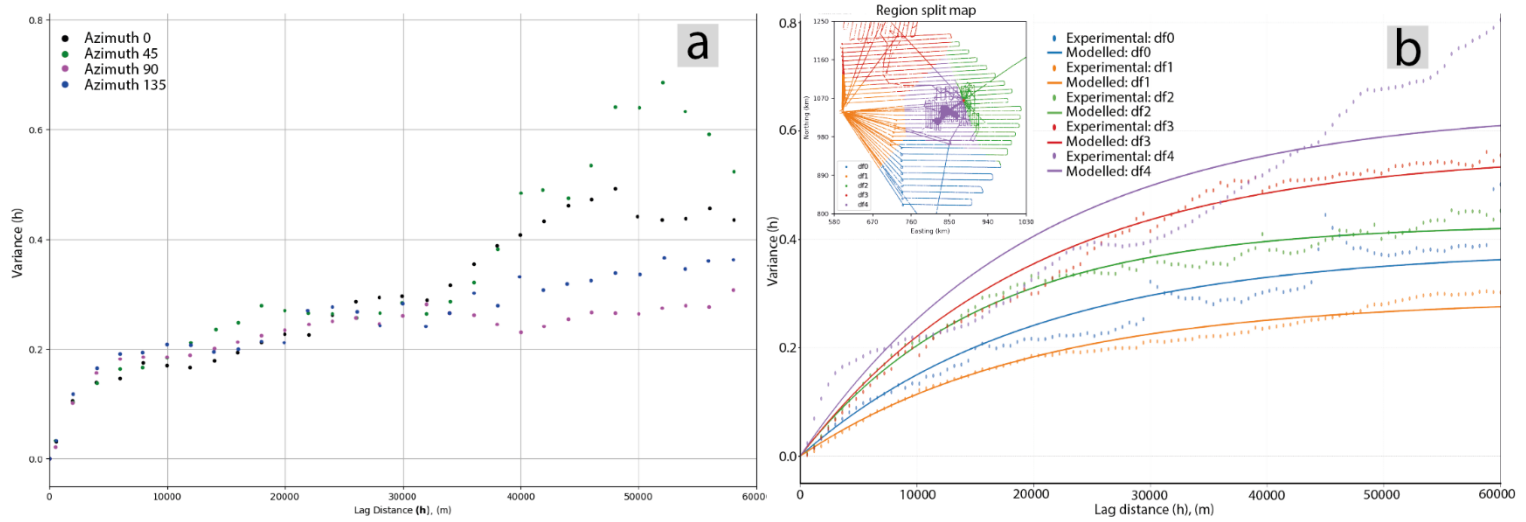 a
Azimuth 0
Azimuth 45
Azimuth 90
Azimuth 135
Variance (h)
0.8
0.6
0.4
0.2
0.0
0 10000 20000 30000 40000 50000 6000
Lag Distance (h), (m)
b
Region split map
1250
1160
1070
980
890
800
Northing (km)
560 670 760 850 940 1030
Easting (km)
df0
df1
df2
df3
df4
Experimental: df0
Modelled: df0
Experimental: df1
Modelled: df1
Experimental: df2
Modelled: df2
Experimental: df3
Modelled: df3
Experimental: df4
Modelled: df4
Variance (h)
0.8
0.6
0.4
0.2
0.0
0 10000 20000 30000 40000 50000 60000
Lag distance (h), (m)